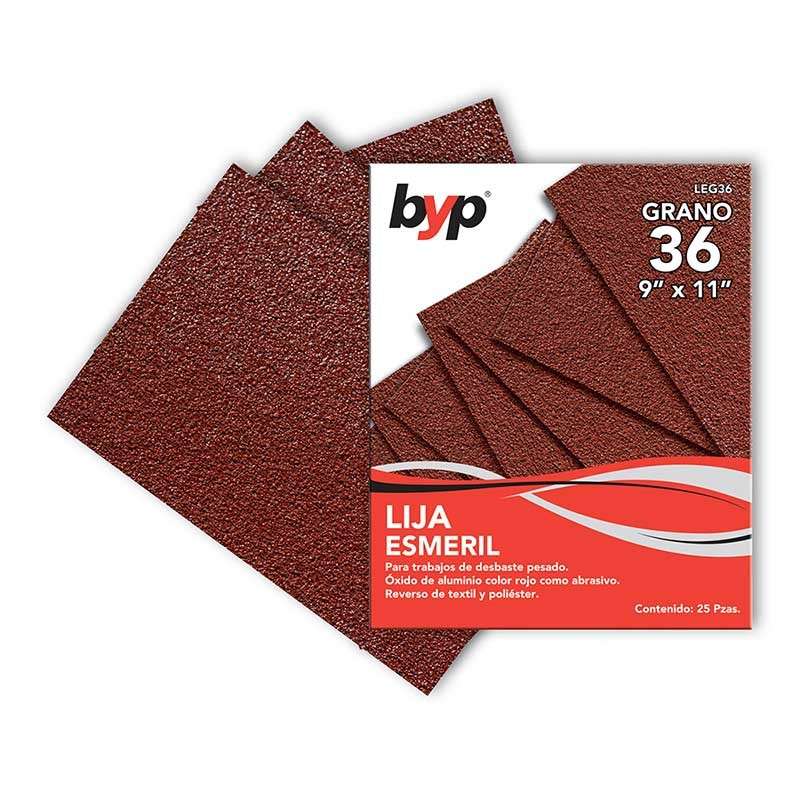 byp®
LEG36
GRANO
36
9” x 11”
LIJA
ESMERIL
Para trabajos de desbaste pesado.
Óxido de aluminio color rojo como abrasivo.
Reverso de textil y poliéster.
Contenido: 25 Pzas.